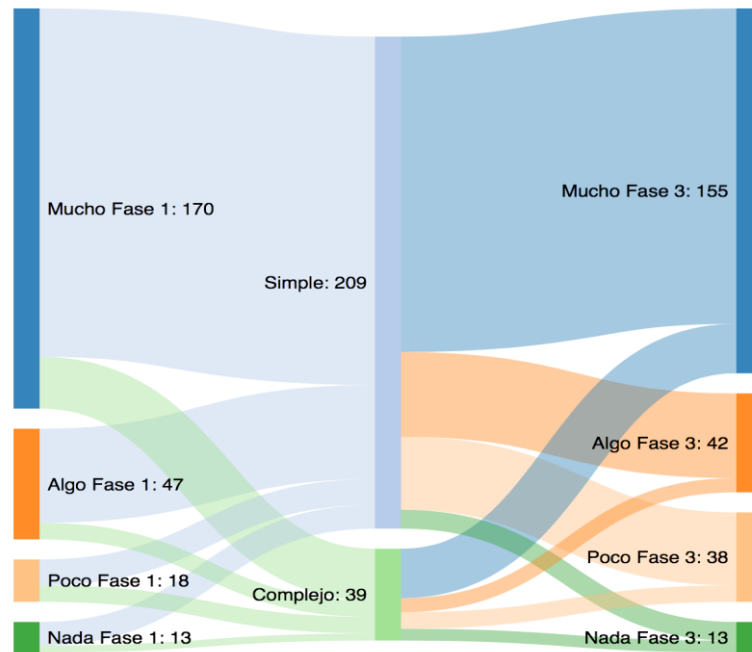 Mucho Fase 1: 170
Algo Fase 1: 47
Poco Fase 1: 18
Nada Fase 1: 13
Simple: 209
Complejo: 39
Mucho Fase 3: 155
Algo Fase 3: 42
Poco Fase 3: 38
Nada Fase 3: 13